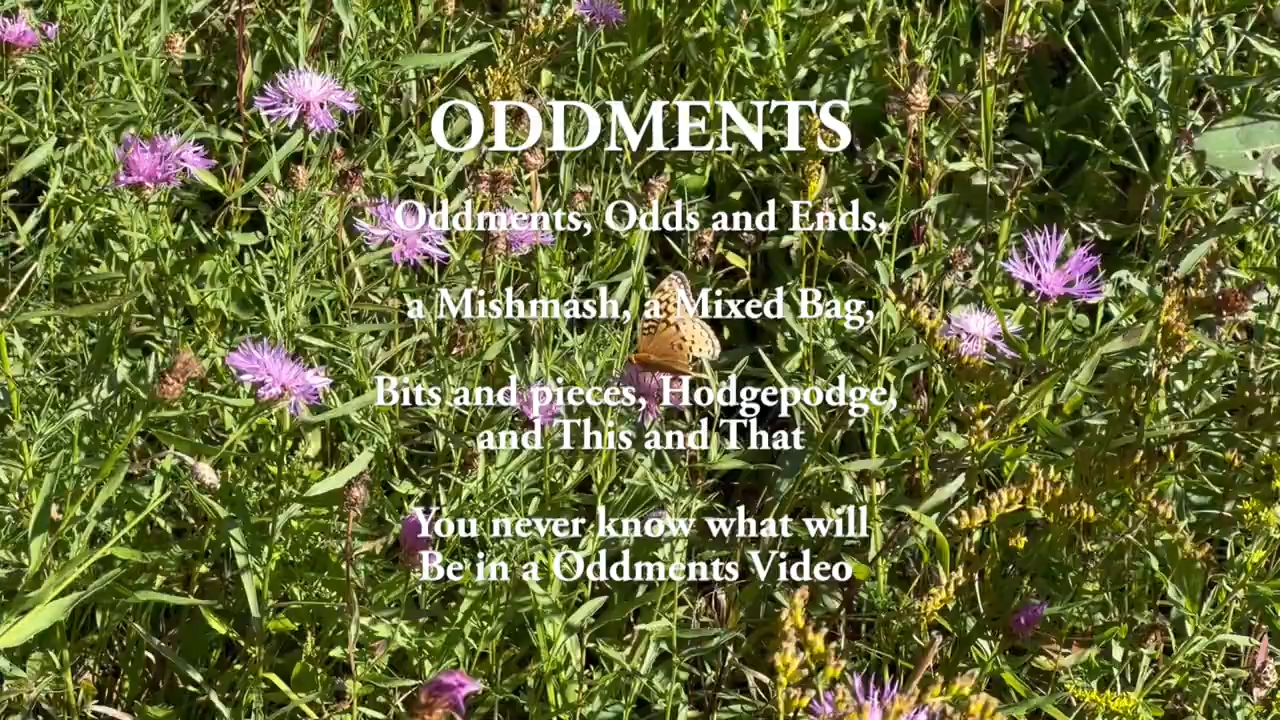 ODDMENTS
Oddments, Odds and Ends,
a Mishmash, a Mixed Bag,
Bits and pieces, Hodgepodge,
and This and That
You never know what will
Be in a Oddments Video